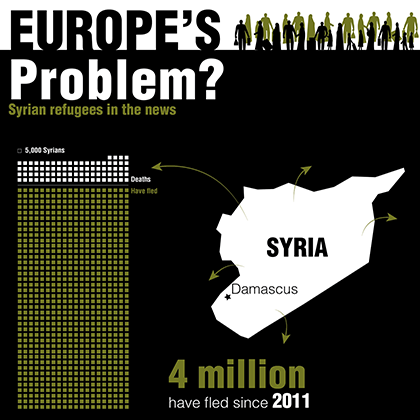 EUROPE'S
Problem?
Syrian refugees in the news
5,000 Syrians
Deaths
Have fled
SYRIA
Damascus
4 million
have fled since 2011